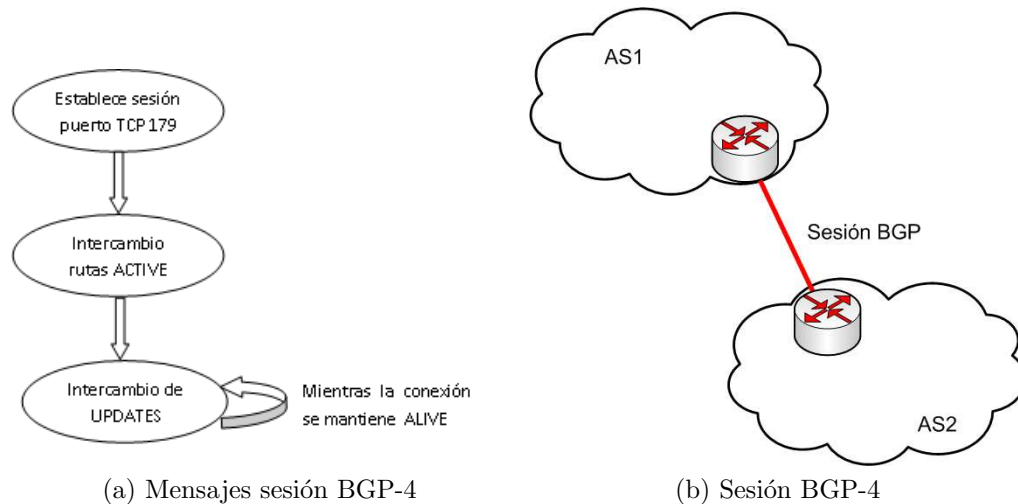 Establece sesión
puerto TCP 179
Intercambio
rutas ACTIVE
Intercambio de
UPDATES
Mientras la conexión
se mantiene ALIVE
(a) Mensajes sesión BGP-4
AS1
Sesión BGP
AS2
(b) Sesión BGP-4